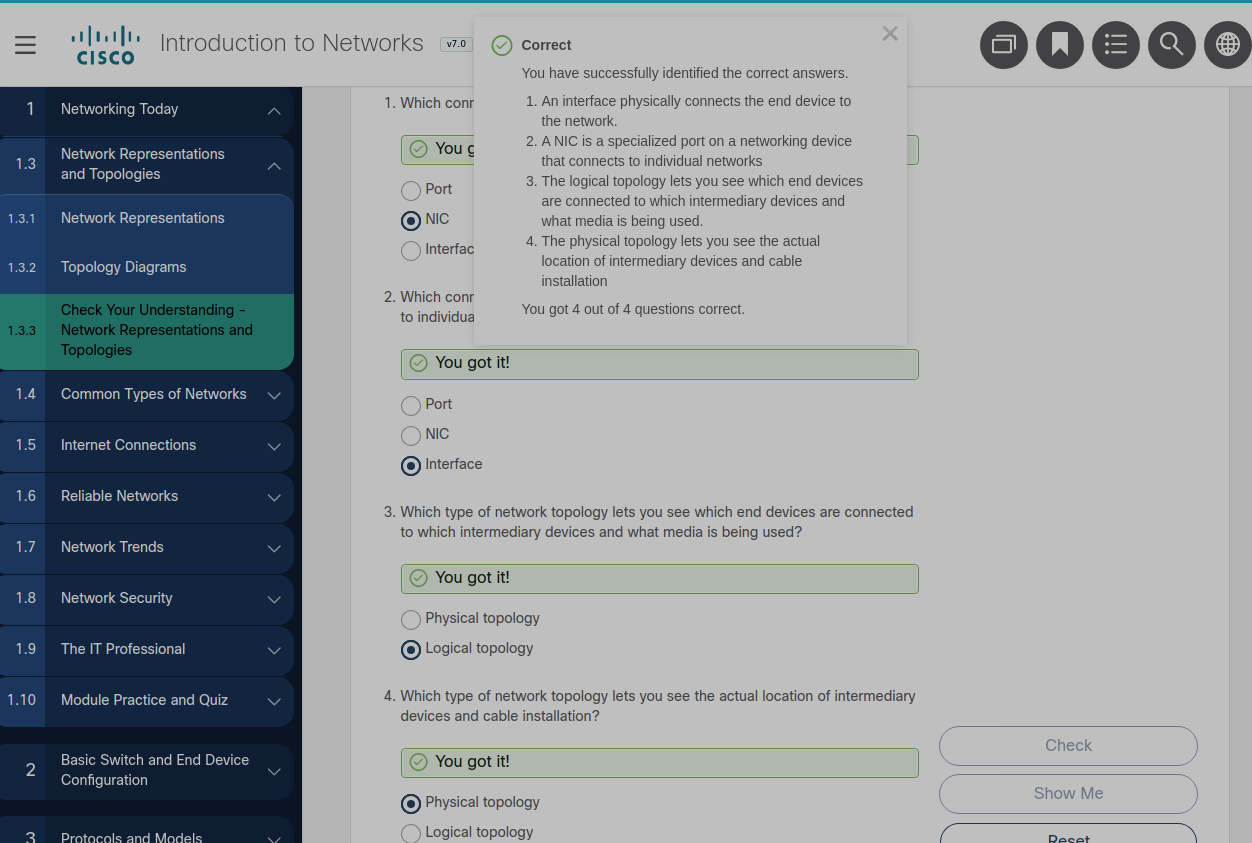 CISCO
Introduction to Networks
v7.0
1 Networking Today
1.3 Network Representations
and Topologies
1.3.1 Network Representations
1.3.2 Topology Diagrams
1.3.3 Check Your Understanding -
Network Representations and
Topologies
1.4 Common Types of Networks
1.5 Internet Connections
1.6 Reliable Networks
1.7 Network Trends
1.8 Network Security
1.9 The IT Professional
1.10 Module Practice and Quiz
2 Basic Switch and End Device
Configuration
3 Protocols and Models
Correct
You have successfully identified the correct answers.
1. An interface physically connects the end device to
the network.
2. A NIC is a specialized port on a networking device
that connects to individual networks
3. The logical topology lets you see which end devices
are connected to which intermediary devices and
what media is being used.
4. The physical topology lets you see the actual
location of intermediary devices and cable
installation
You got 4 out of 4 questions correct.
1. Which conn
You g
Port
NIC
Interfac
2. Which conn
to individua
You got it!
Port
NIC
Interface
3. Which type of network topology lets you see which end devices are connected
to which intermediary devices and what media is being used?
You got it!
Physical topology
Logical topology
4. Which type of network topology lets you see the actual location of intermediary
devices and cable installation?
You got it!
Physical topology
Logical topology
Check
Show Me
Reset